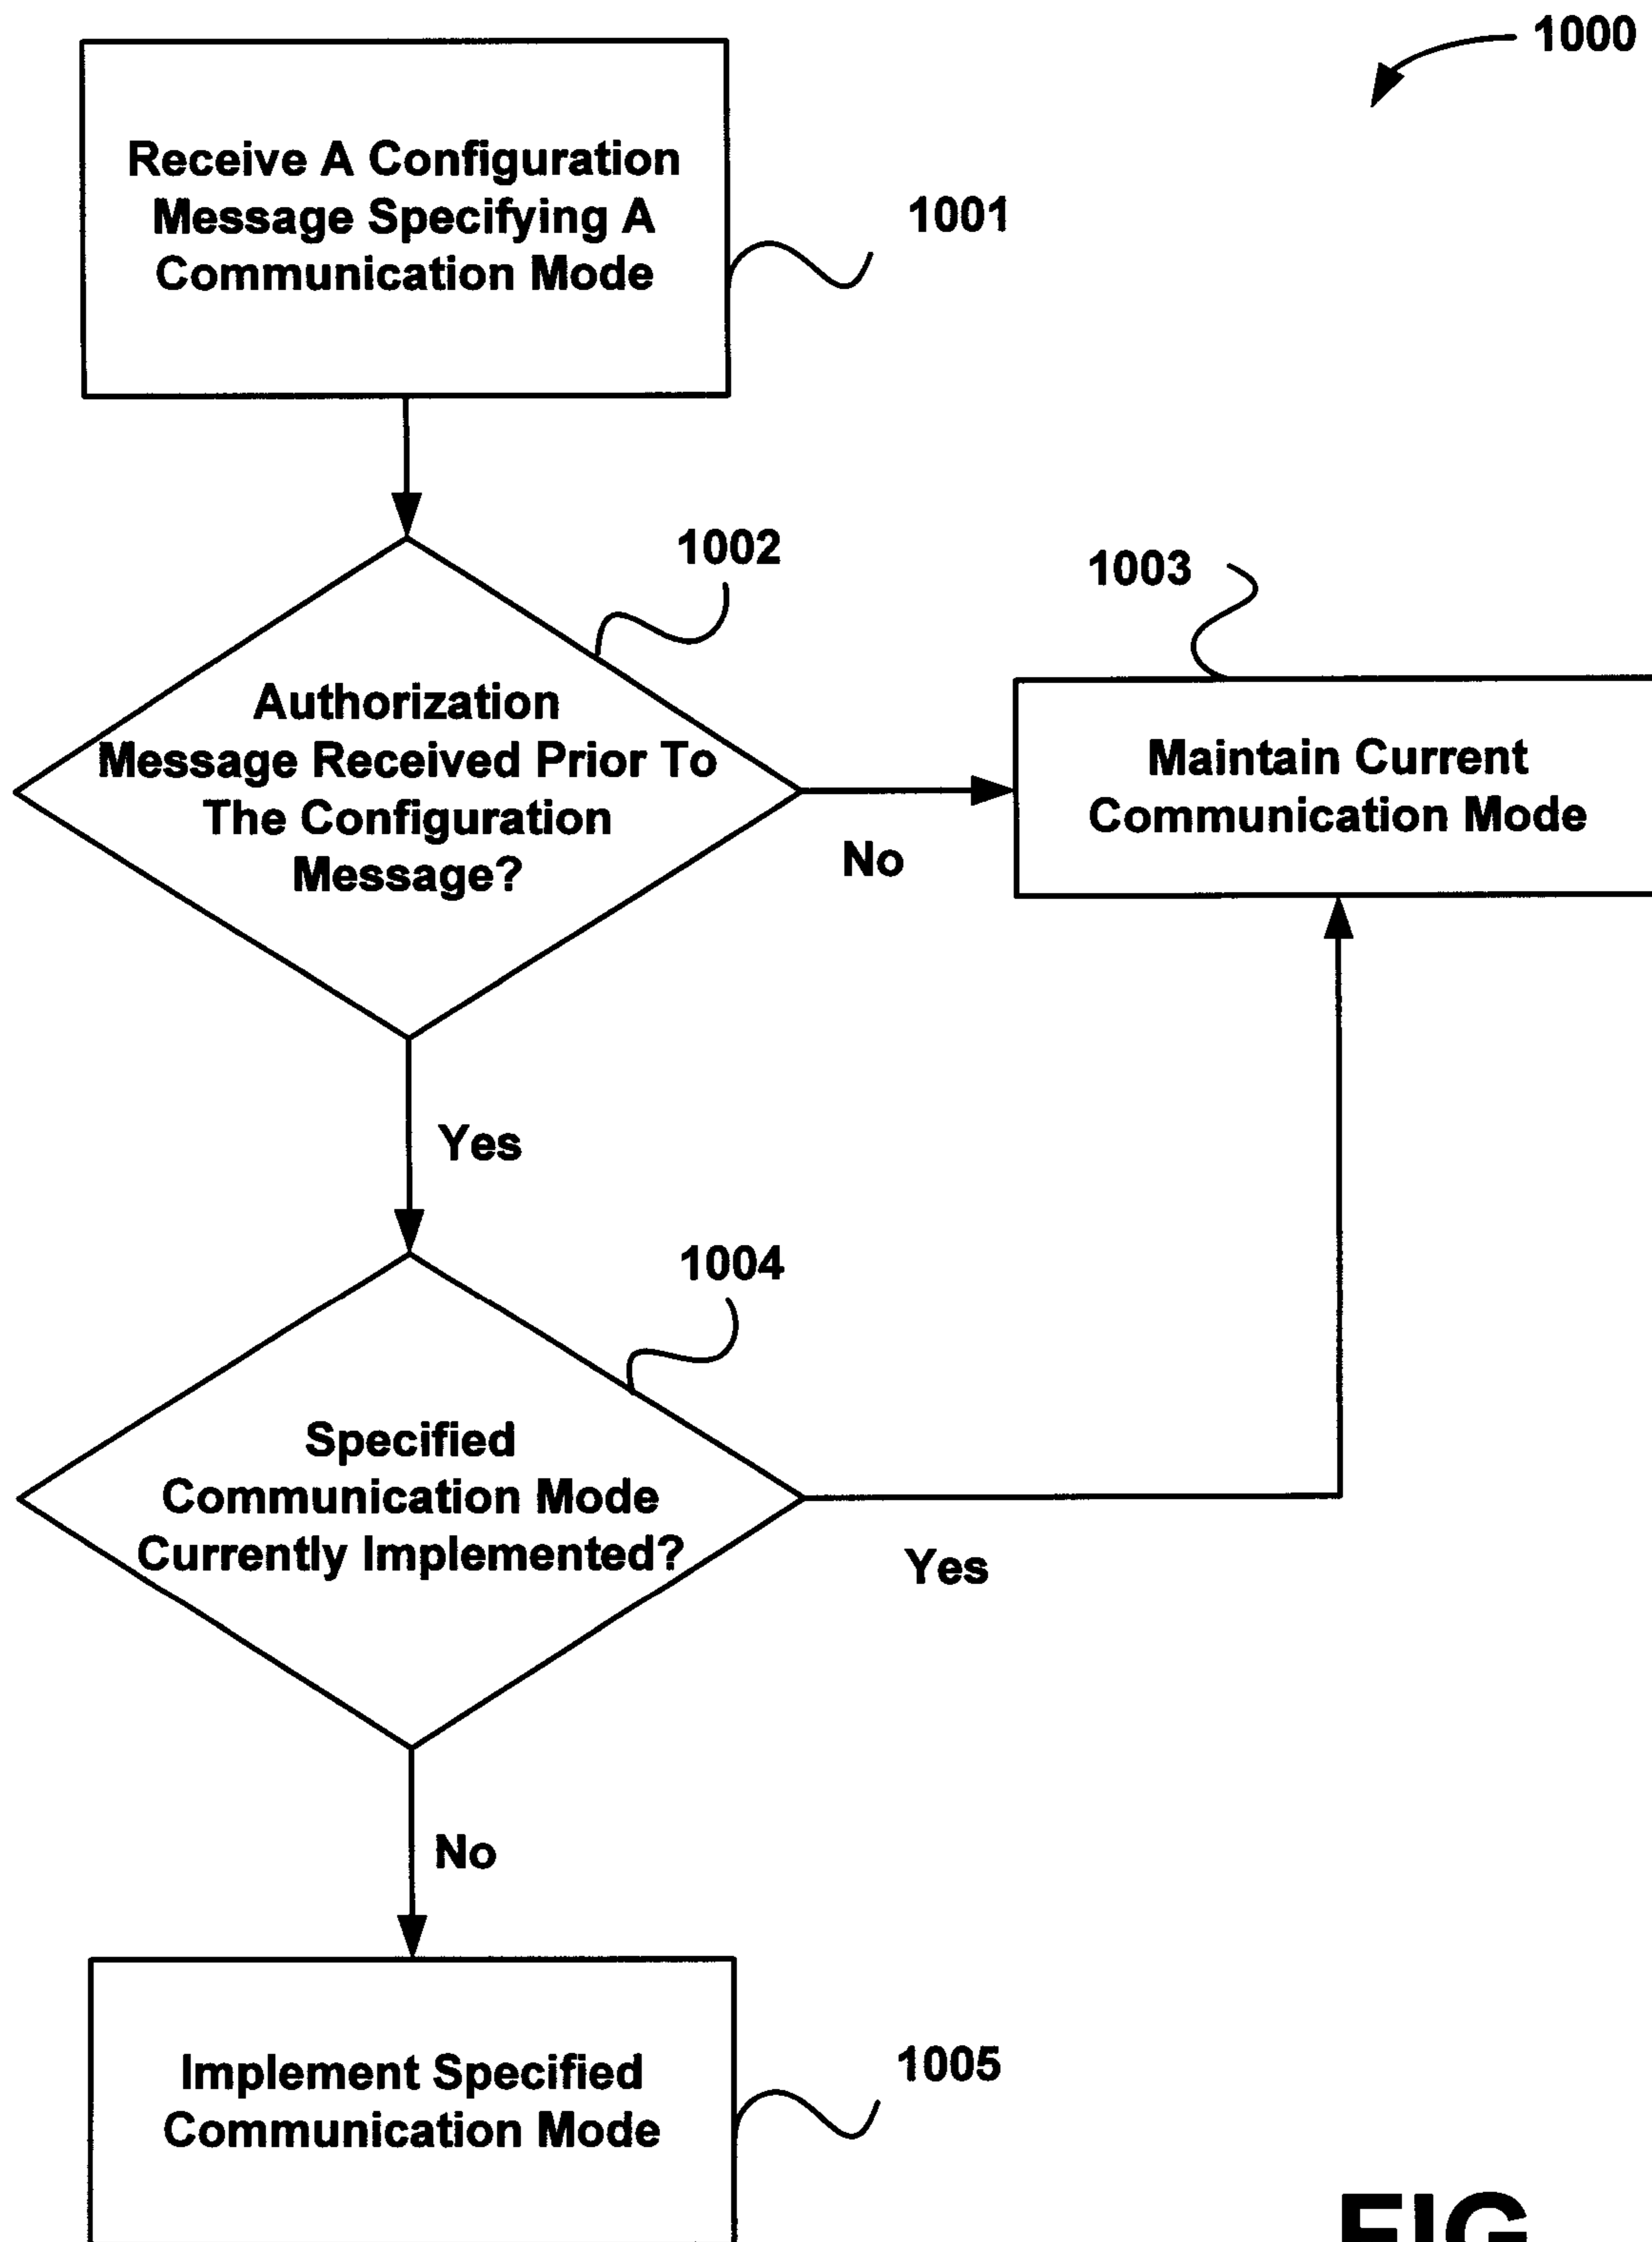 1000
Receive A Configuration
Message Specifying A
Communication Mode
1001
1002
Authorization
Message Received Prior To
The Configuration
Message?
No
1003
Maintain Current
Communication Mode
Yes
1004
Specified
Communication Mode
Currently Implemented?
Yes
No
Implement Specified
Communication Mode
1005
FIG